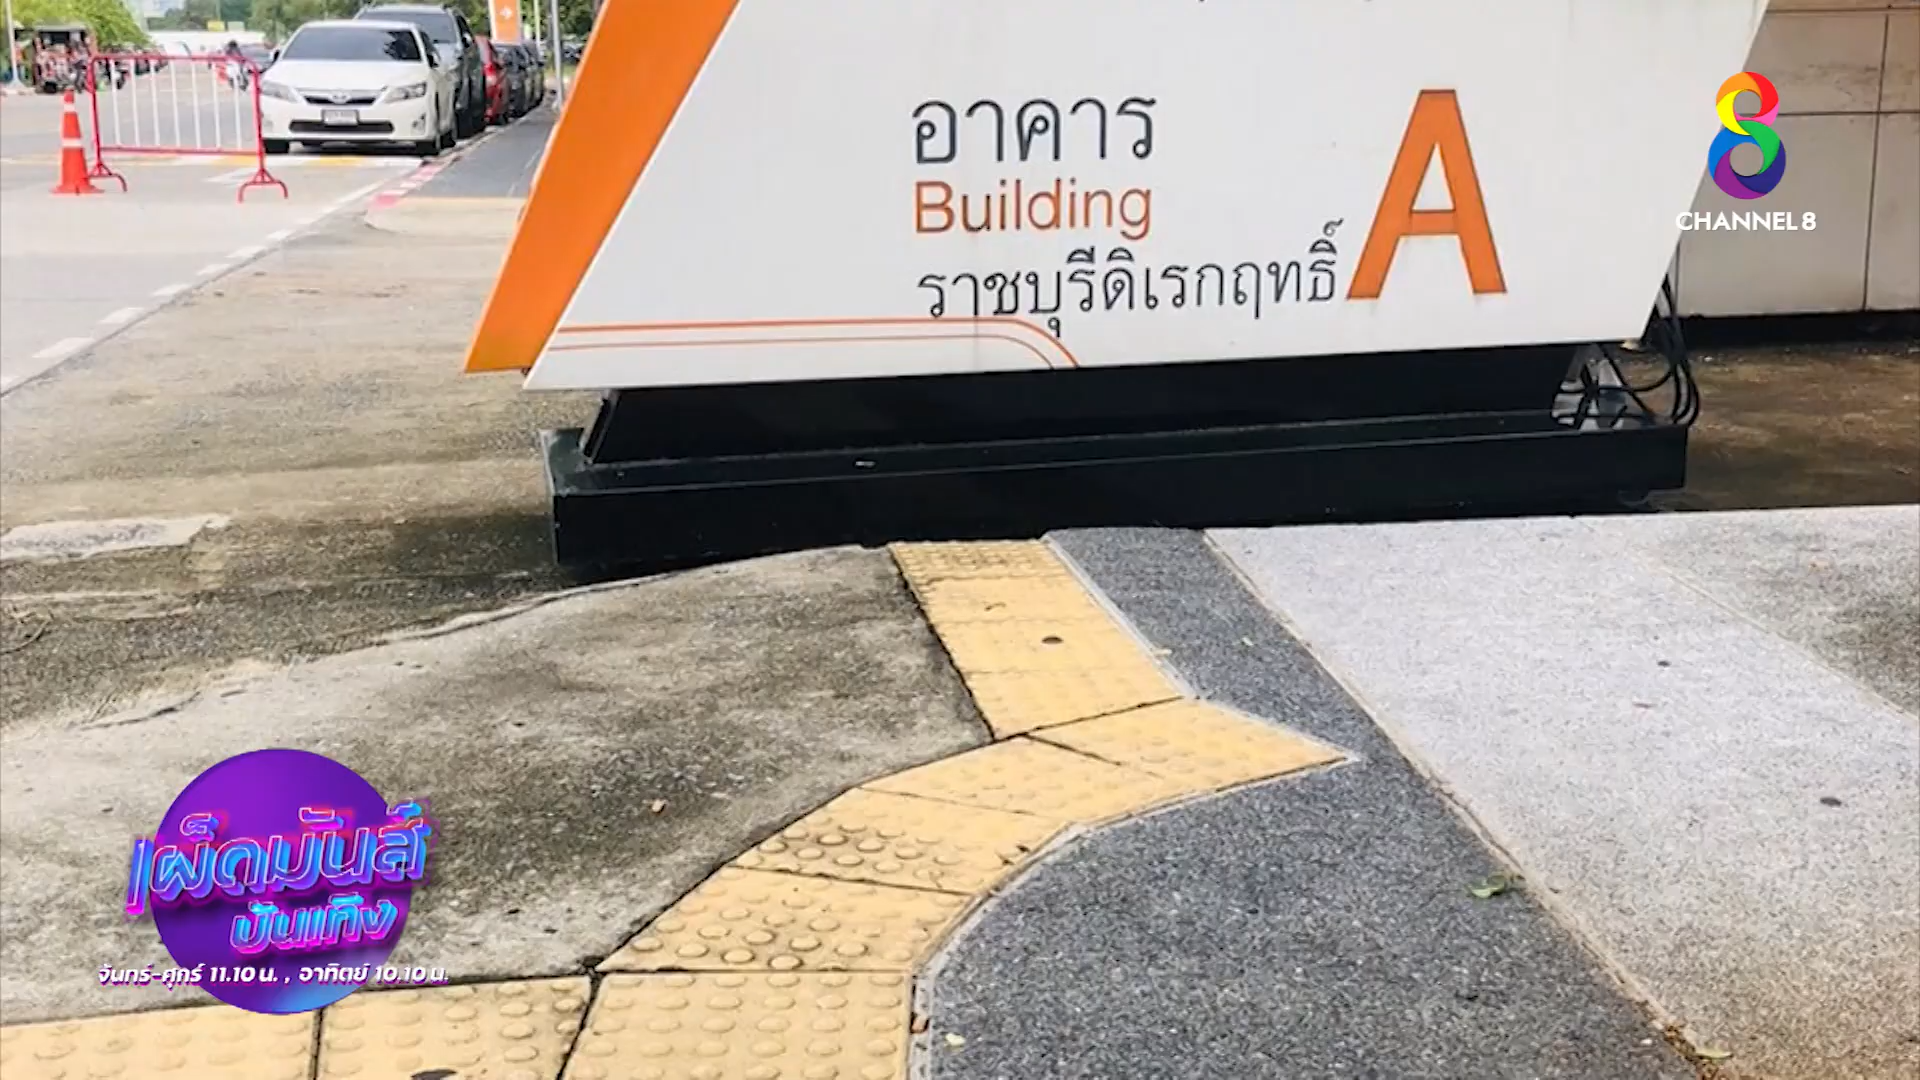 อาคาร
Building
ราชบุรีดิเรกฤทธิ์
A
8
CHANNEL 8
เผ็ดมันส์
บันเทิง
จันทร์-ศุกร์ 11.10 น. , อาทิตย์ 10.10 น.